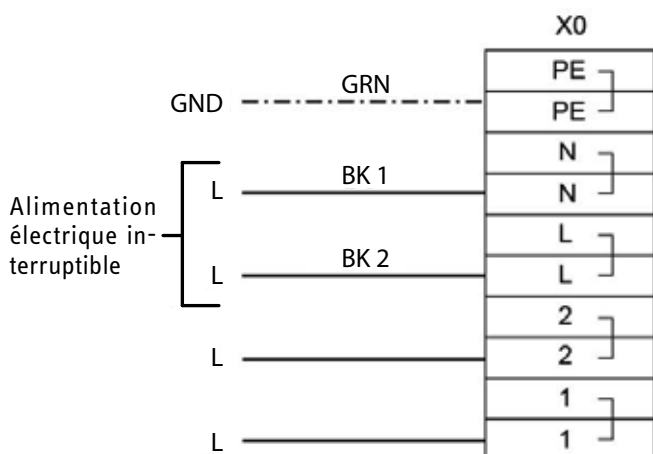 X0
PE
GRN
GND
PE
N
BK 1
L
N
Alimentation
électrique in-
terruptible
L
BK 2
L
L
2
L
2
1
L
1